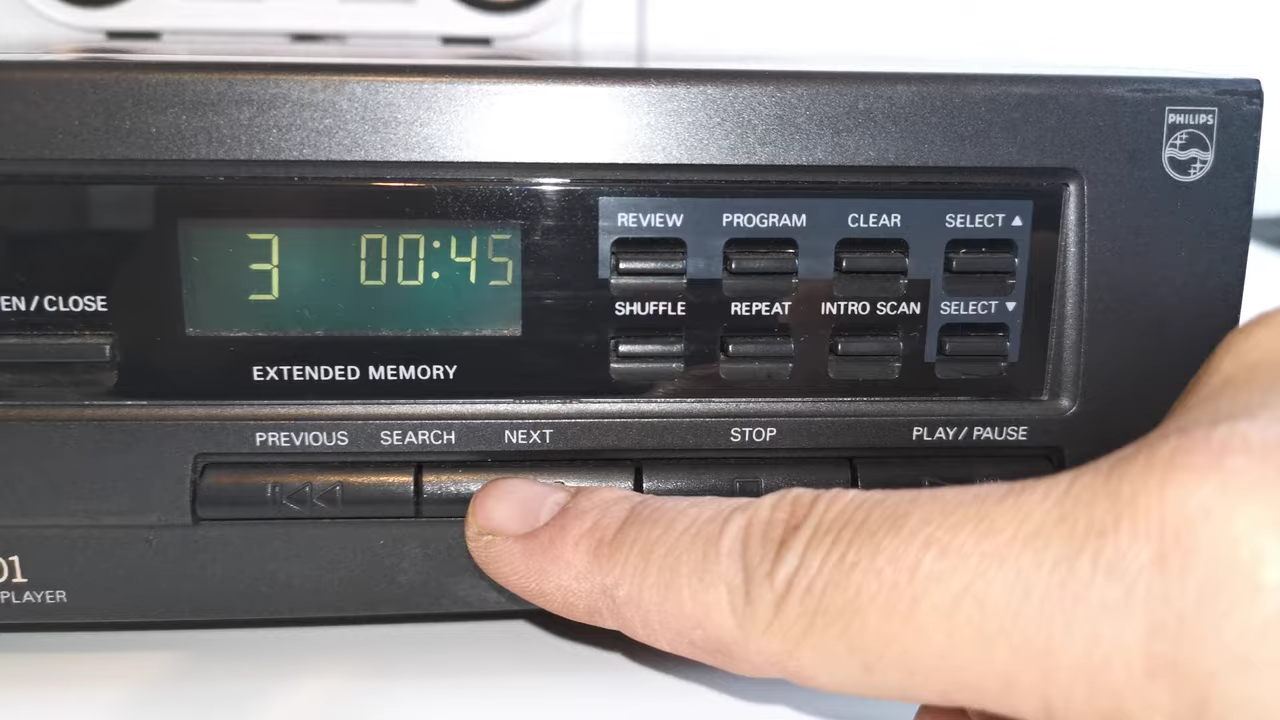 PHILIPS
REVIEW PROGRAM CLEAR SELECT ▲
3 00:45
EN / CLOSE
SHUFFLE REPEAT INTRO SCAN SELECT ▼
EXTENDED MEMORY
PREVIOUS SEARCH NEXT STOP PLAY / PAUSE
01
PLAYER